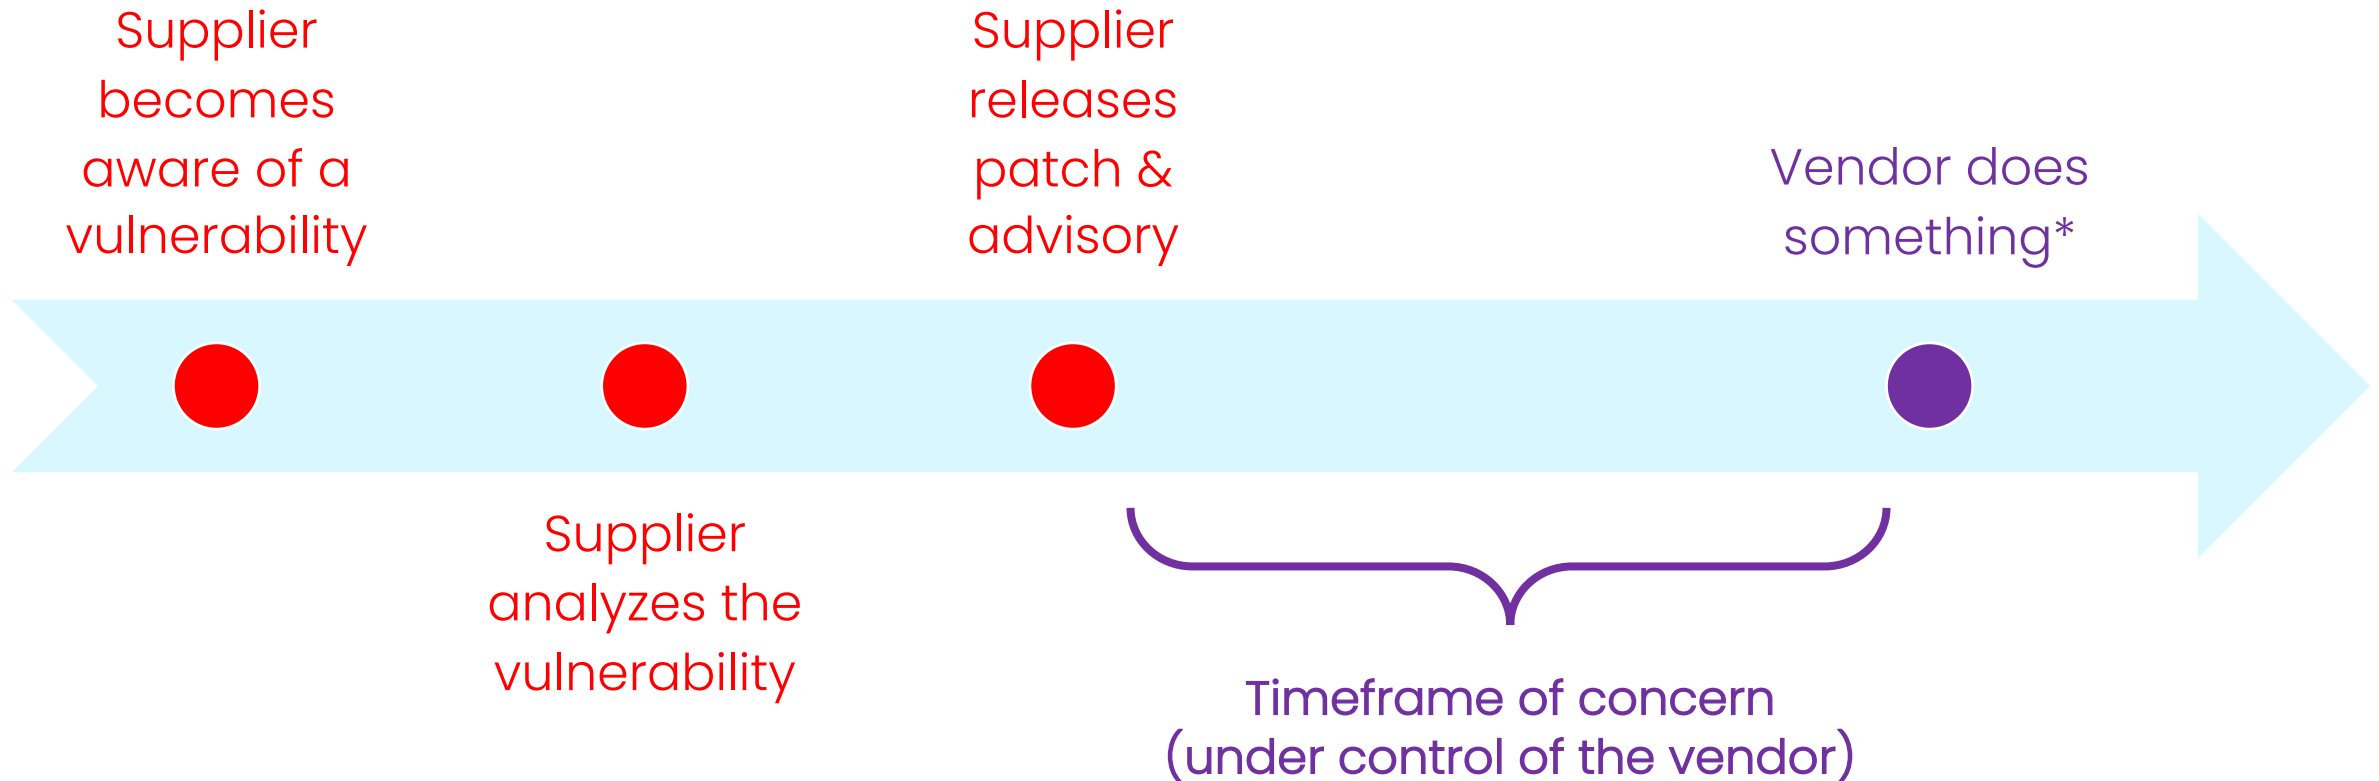 Supplier
becomes
aware of a
vulnerability
Supplier
analyzes the
vulnerability
Supplier
releases
patch &
advisory
Vendor does
something*
Timeframe of concern
(under control of the vendor)